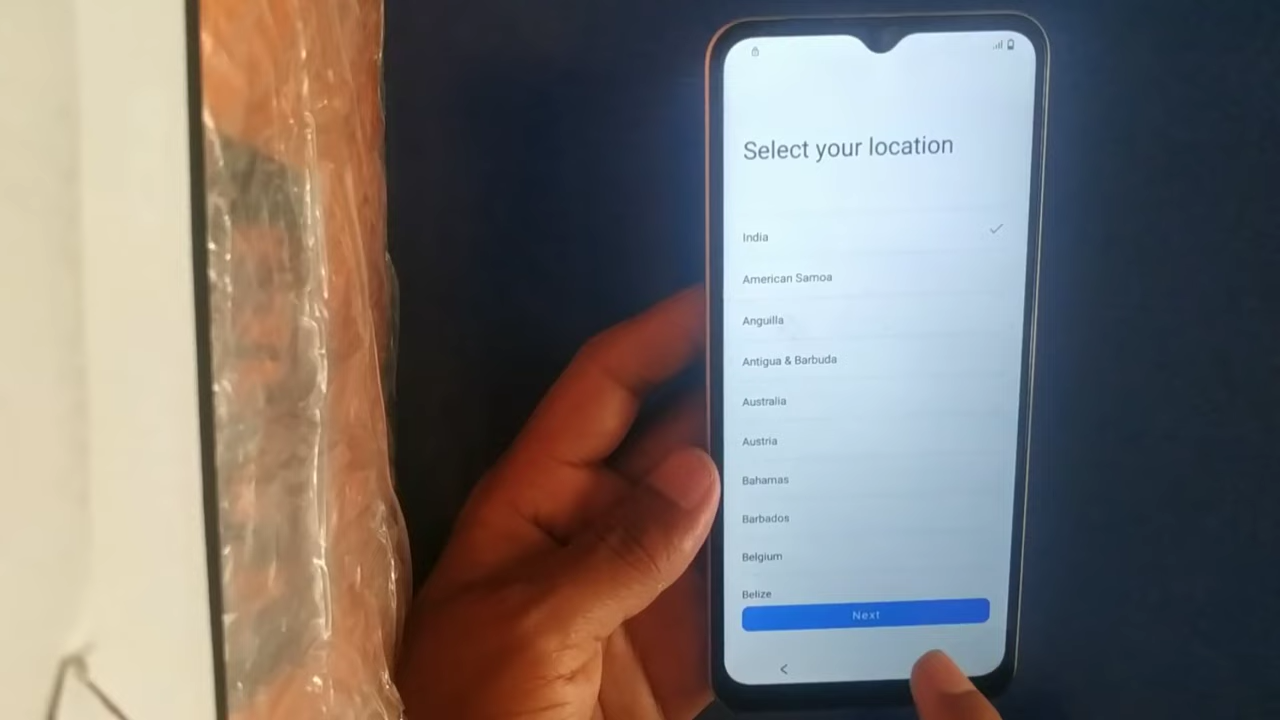 Select your location
India
American Samoa
Anguilla
Antigua & Barbuda
Australia
Austria
Bahamas
Barbados
Belgium
Belize
Next